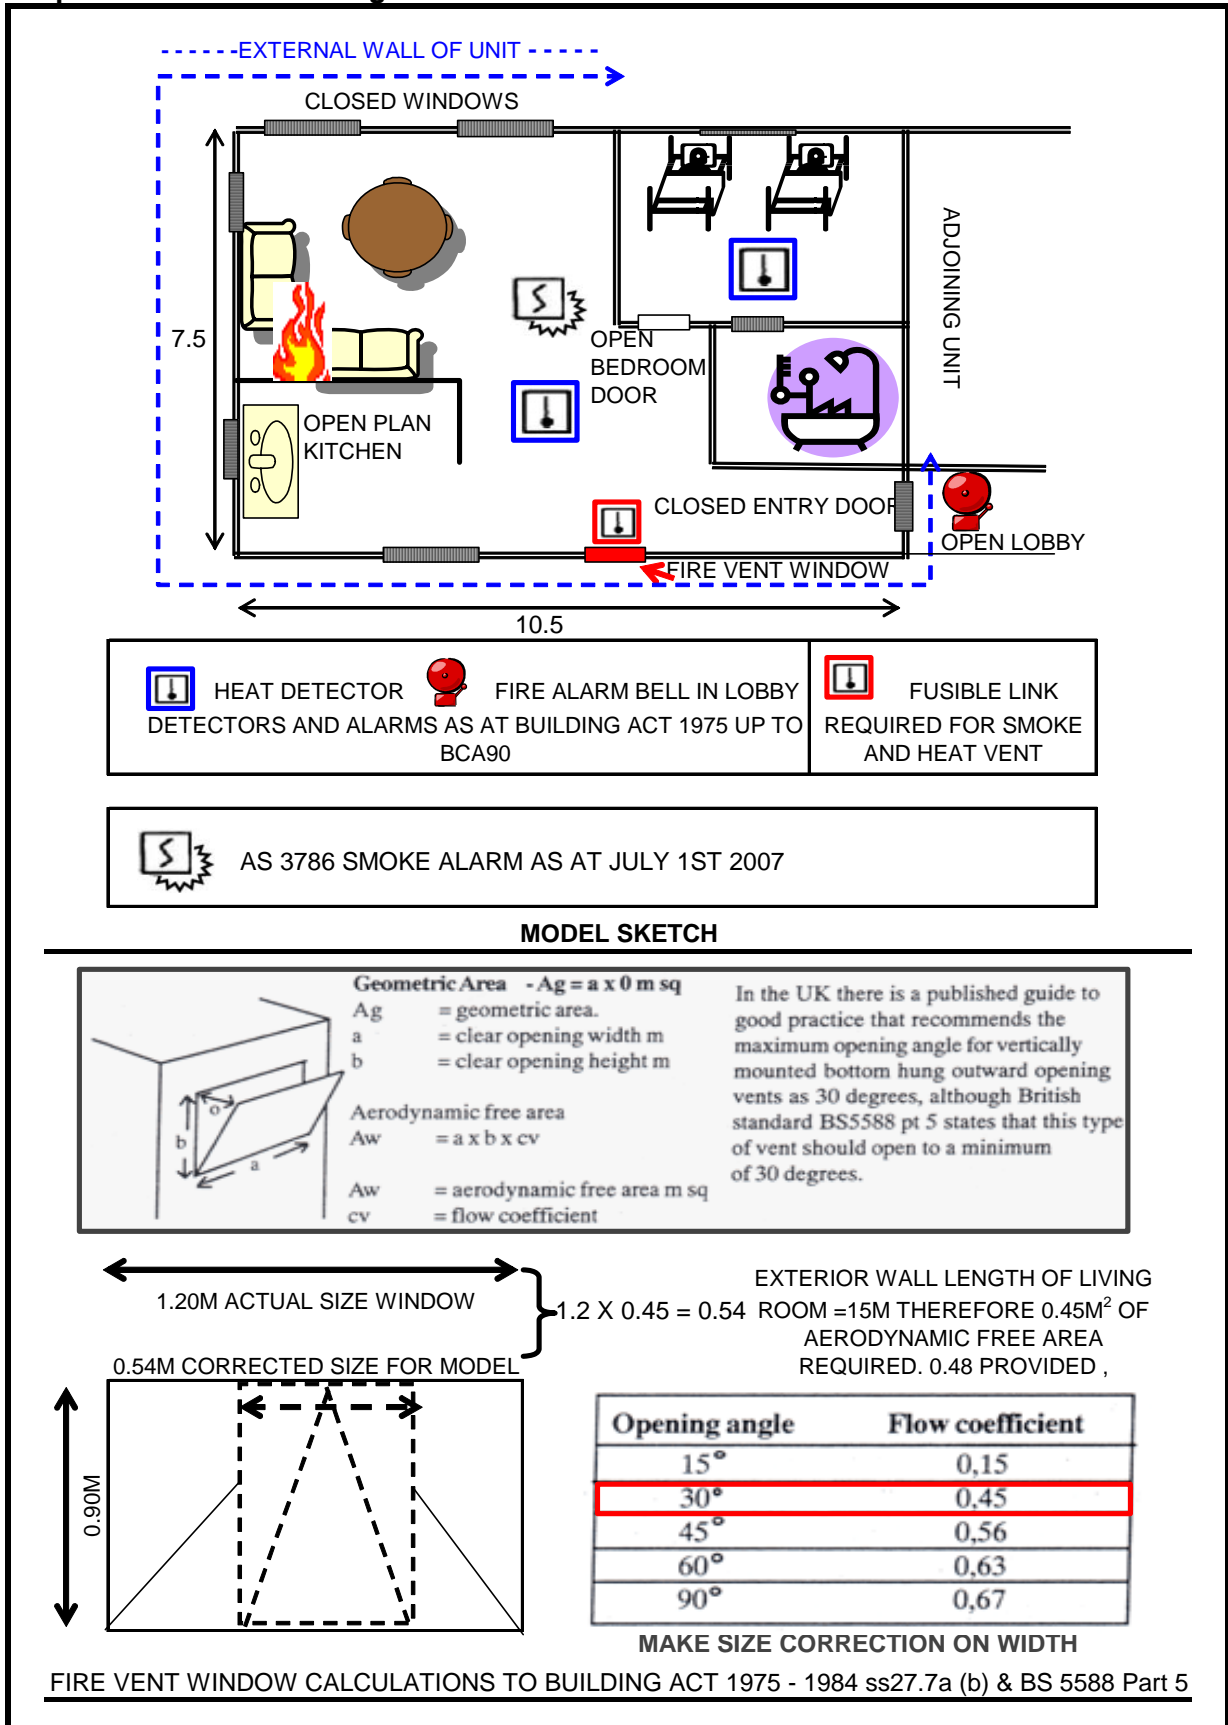 - - - - - -EXTERNAL WALL OF UNIT - - - - -
CLOSED WINDOWS
7.5
OPEN
BEDROOM
DOOR
ADJOINING UNIT
OPEN PLAN
KITCHEN
CLOSED ENTRY DOOR
OPEN LOBBY
FIRE VENT WINDOW
10.5
HEAT DETECTOR
FIRE ALARM BELL IN LOBBY
DETECTORS AND ALARMS AS AT BUILDING ACT 1975 UP TO
BCA90
FUSIBLE LINK
REQUIRED FOR SMOKE
AND HEAT VENT
S
AS 3786 SMOKE ALARM AS AT JULY 1ST 2007
MODEL SKETCH
Geometric Area - Ag = a x 0 m sq
Ag = geometric area.
a = clear opening width m
b = clear opening height m
Aerodynamic free area
Aw = a x b x cv
Aw = aerodynamic free area m sq
cv = flow coefficient
o
b
a
In the UK there is a published guide to
good practice that recommends the
maximum opening angle for vertically
mounted bottom hung outward opening
vents as 30 degrees, although British
standard BS5588 pt 5 states that this type
of vent should open to a minimum
of 30 degrees.
1.20M ACTUAL SIZE WINDOW
1.2 X 0.45 = 0.54
0.54M CORRECTED SIZE FOR MODEL
0.90M
EXTERIOR WALL LENGTH OF LIVING
ROOM =15M THEREFORE 0.45M² OF
AERODYNAMIC FREE AREA
REQUIRED. 0.48 PROVIDED ,
Opening angle Flow coefficient
15° 0,15
30° 0,45
45° 0,56
60° 0,63
90° 0,67
MAKE SIZE CORRECTION ON WIDTH
FIRE VENT WINDOW CALCULATIONS TO BUILDING ACT 1975 - 1984 ss27.7a (b) & BS 5588 Part 5